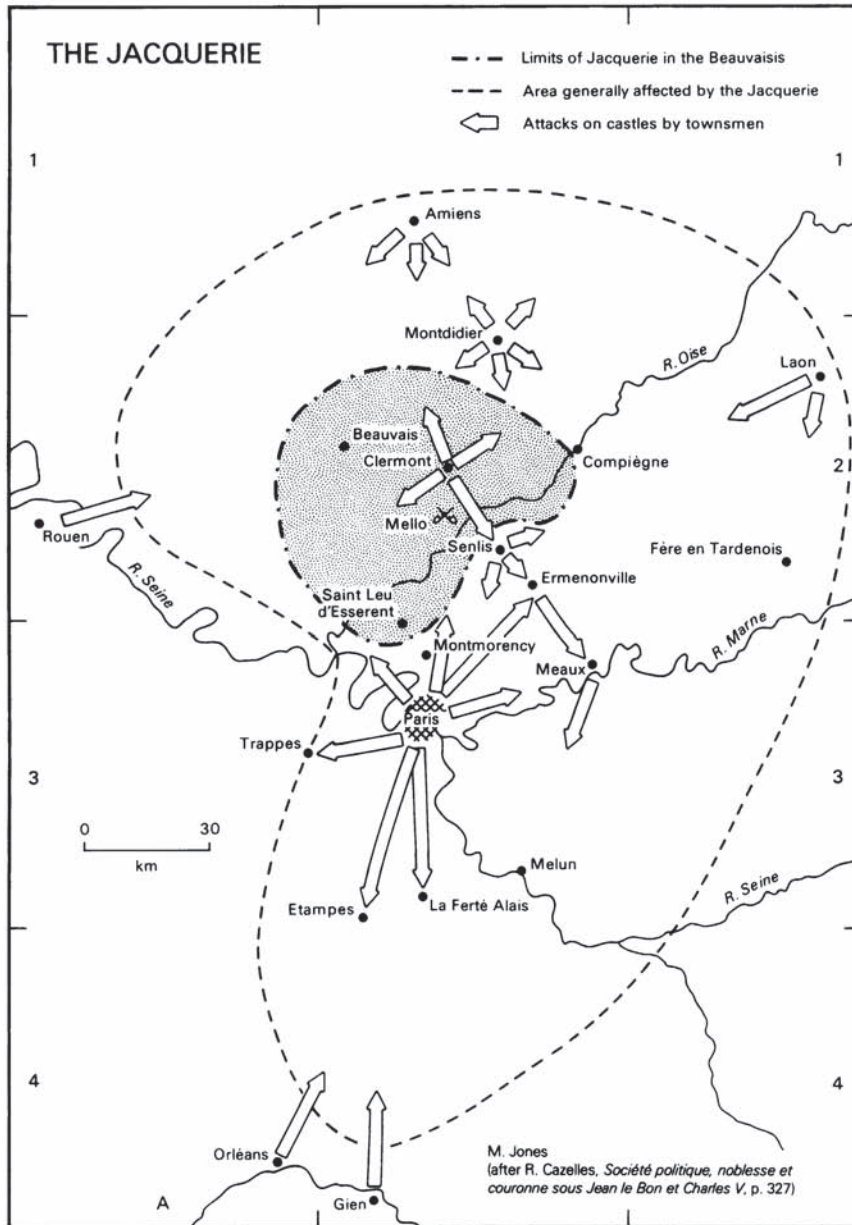 THE JACQUERIE
Limits of Jacquerie in the Beauvaisis
Area generally affected by the Jacquerie
Attacks on castles by townsmen
1
1
Amiens
Montdidier
R. Oise
Laon
Beauvais
Clermont
Compiègne
2
Mello
Rouen
Senlis
Fère en Tardenois
R. Seine
Ermenonville
Saint Leu
d'Esserent
R. Marne
Montmorency
Meaux
Paris
Trappes
3
3
0
30
km
Melun
R. Seine
Etampes
La Ferté Alais
4
4
Orléans
M. Jones
(after R. Cazelles, Société politique, noblesse et
couronne sous Jean le Bon et Charles V, p. 327)
A
Gien